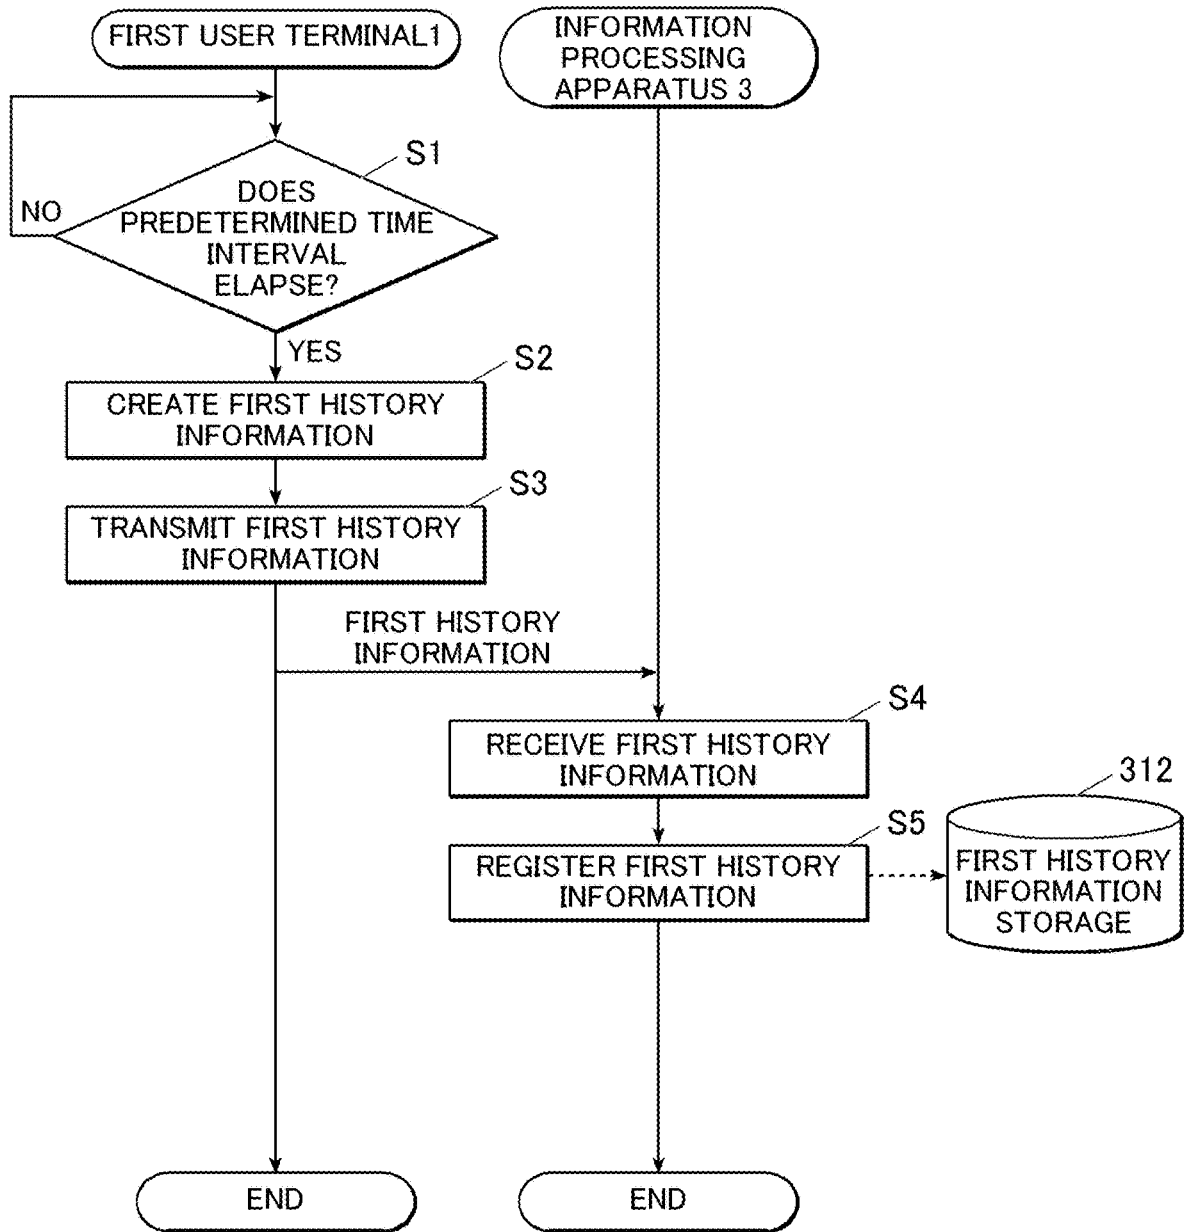 FIRST USER TERMINAL1
INFORMATION
PROCESSING
APPARATUS 3
S1
DOES
PREDETERMINED TIME
INTERVAL
ELAPSE?
NO
YES
S2
CREATE FIRST HISTORY
INFORMATION
S3
TRANSMIT FIRST HISTORY
INFORMATION
FIRST HISTORY
INFORMATION
S4
RECEIVE FIRST HISTORY
INFORMATION
S5
REGISTER FIRST HISTORY
INFORMATION
312
FIRST HISTORY
INFORMATION
STORAGE
END
END